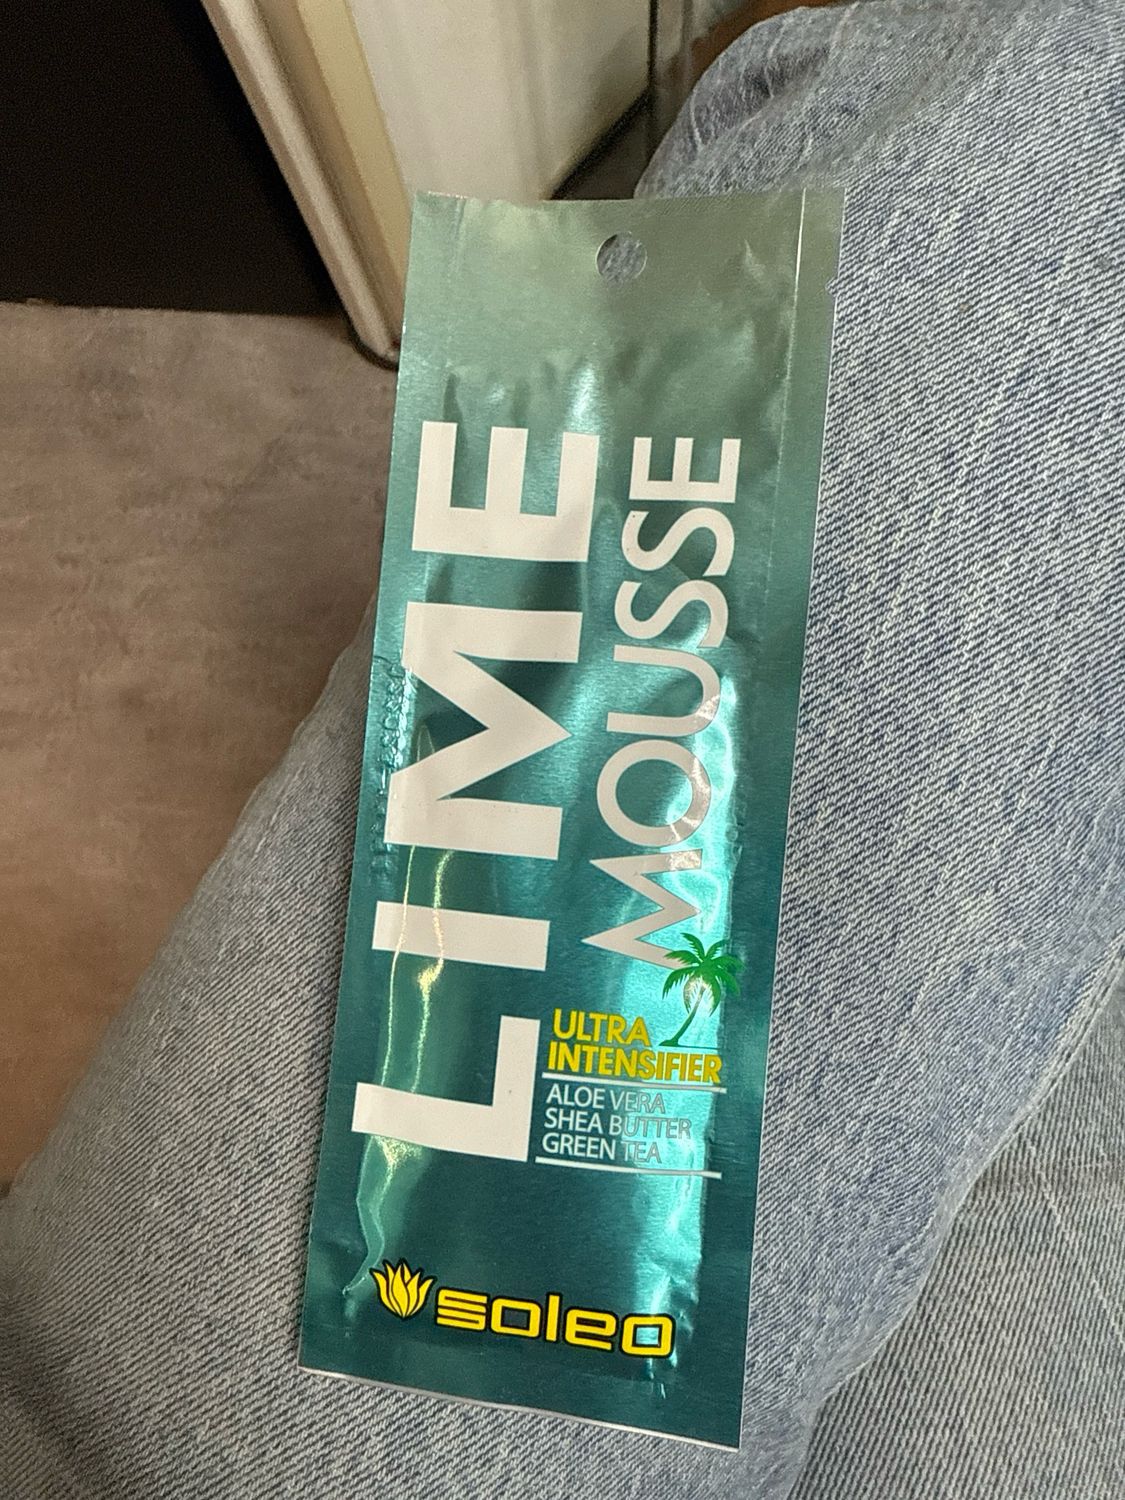 LIME
MOUSSE
ULTRA
INTENSIFIER
ALOE VERA
SHEA BUTTER
GREEN TEA
soleo